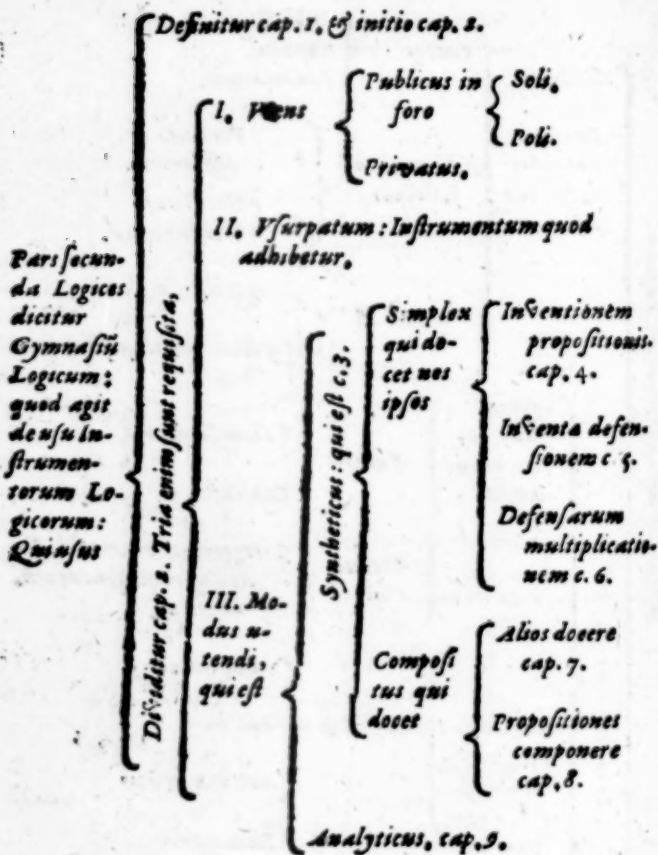 Pars ſecun-
da Logices
dicitur
Gymnaſiū
Logicum:
quod agit
de uſu In-
ſtrumen-
torum Lo-
gicorum:
Qui uſus
Definitur cap. 1. & initio cap. 2.
Dividitur cap. 2. Tria enim ſunt requiſita,
I. Utens
Publicus in
foro
Soli.
Poli.
Privatus.
II. Vſurpatum: Inſtrumentum quod
adhibetur.
III. Mo-
dus u-
tendi,
qui eſt
Syntheticus: qui eſt c. 3.
Simplex
qui do-
cet nos
ipſos
Inventionem
propoſitionis.
cap. 4.
Inventa defen-
ſionem c. 5.
Defenſarum
multiplicatio-
nem c. 6.
Compoſi
tus qui
docet
Alios docere
cap. 7.
Propoſitiones
componere
cap. 8.
Analyticus. cap. 9.